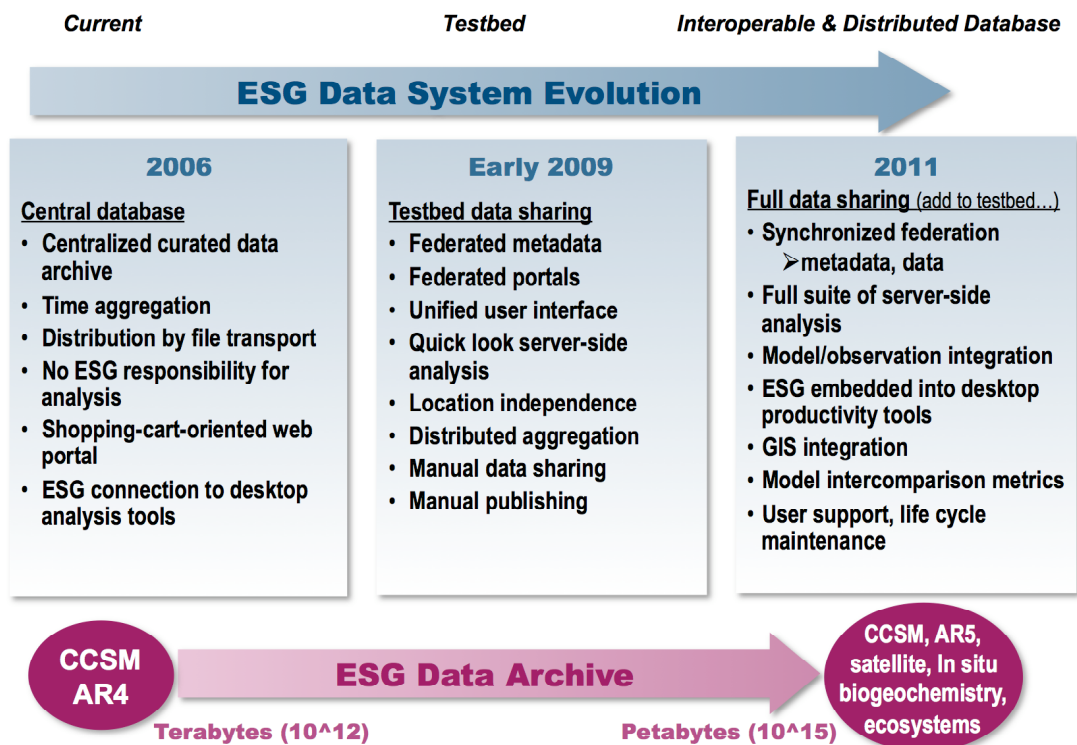 Current
Testbed
Interoperable & Distributed Database
ESG Data System Evolution
2006
Central database
• Centralized curated data
archive
• Time aggregation
• Distribution by file transport
• No ESG responsibility for
analysis
• Shopping-cart-oriented web
portal
• ESG connection to desktop
analysis tools
Early 2009
Testbed data sharing
• Federated metadata
• Federated portals
• Unified user interface
• Quick look server-side
analysis
• Location independence
• Distributed aggregation
• Manual data sharing
• Manual publishing
2011
Full data sharing (add to testbed…)
• Synchronized federation
➢metadata, data
• Full suite of server-side
analysis
• Model/observation integration
• ESG embedded into desktop
productivity tools
• GIS integration
• Model intercomparison metrics
• User support, life cycle
maintenance
CCSM
AR4
ESG Data Archive
Terabytes (10^12)
Petabytes (10^15)
CCSM, AR5,
satellite, In situ
biogeochemistry,
ecosystems